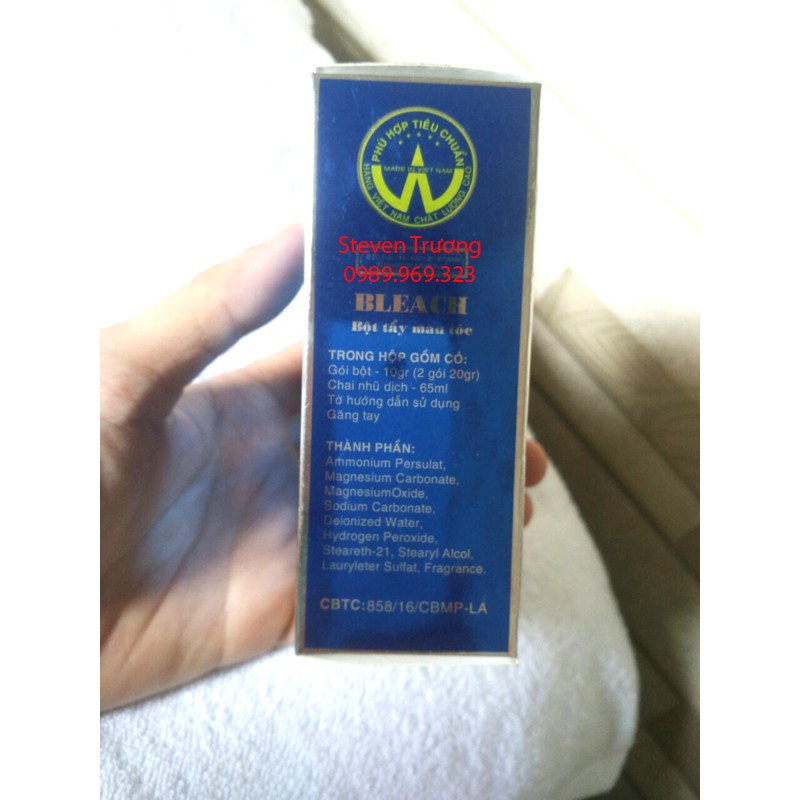 PHÙ HỢP TIÊU CHUẨN
MADE IN VIET NAM
HÀNG VIỆT NAM CHẤT LƯỢNG CAO
Steven Trương
0989.969.323
BLEACH
Bột tẩy màu tóc
TRONG HỘP GỒM CÓ:
Gói bột - 10gr (2 gói 20gr)
Chai nhũ dịch - 65ml
Tờ hướng dẫn sử dụng
Găng tay
THÀNH PHẦN:
Ammonium Persulat,
Magnesium Carbonate,
MagnesiumOxide,
Sodium Carbonate,
Deionized Water,
Hydrogen Peroxide,
Steareth-21, Stearyl Alcol,
Lauryleter Sulfat, Fragrance.
CBTC:858/16/CBMP-LA